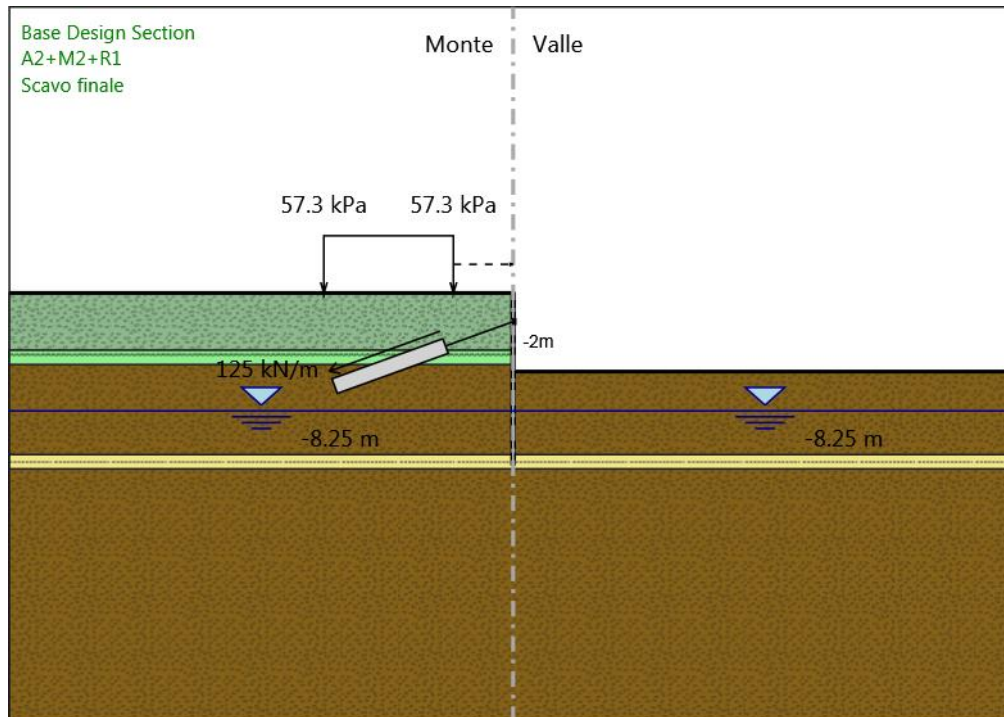 Base Design Section
A2+M2+R1
Scavo finale
Monte Valle
57.3 kPa 57.3 kPa
-2m
125 kN/m
-8.25 m -8.25 m